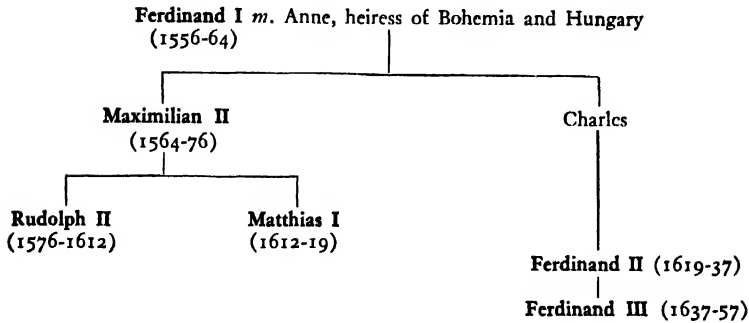 Ferdinand I m. Anne, heiress of Bohemia and Hungary
(1556-64)
Maximilian II
(1564-76)
Charles
Rudolph II
(1576-1612)
Matthias I
(1612-19)
Ferdinand II (1619-37)
Ferdinand III (1637-57)